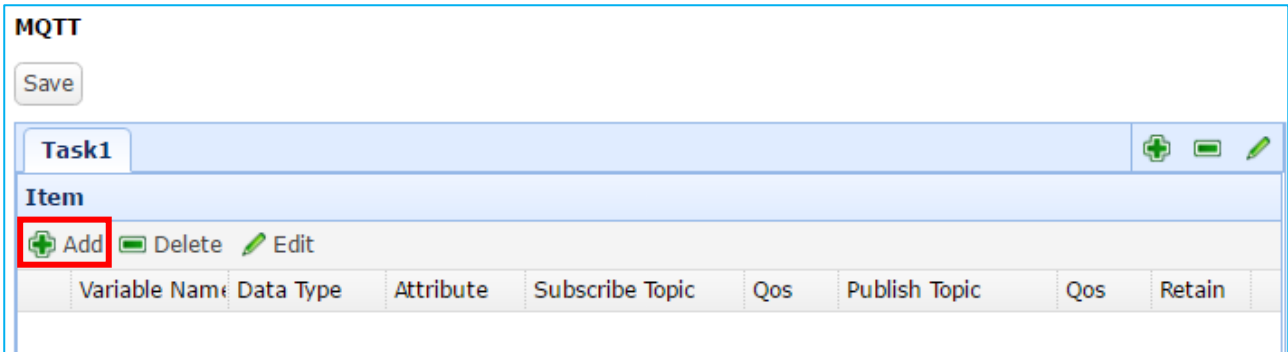 MQTT
Save
Task1
Item
Add Delete Edit
Variable Name Data Type Attribute Subscribe Topic Qos Publish Topic Qos Retain